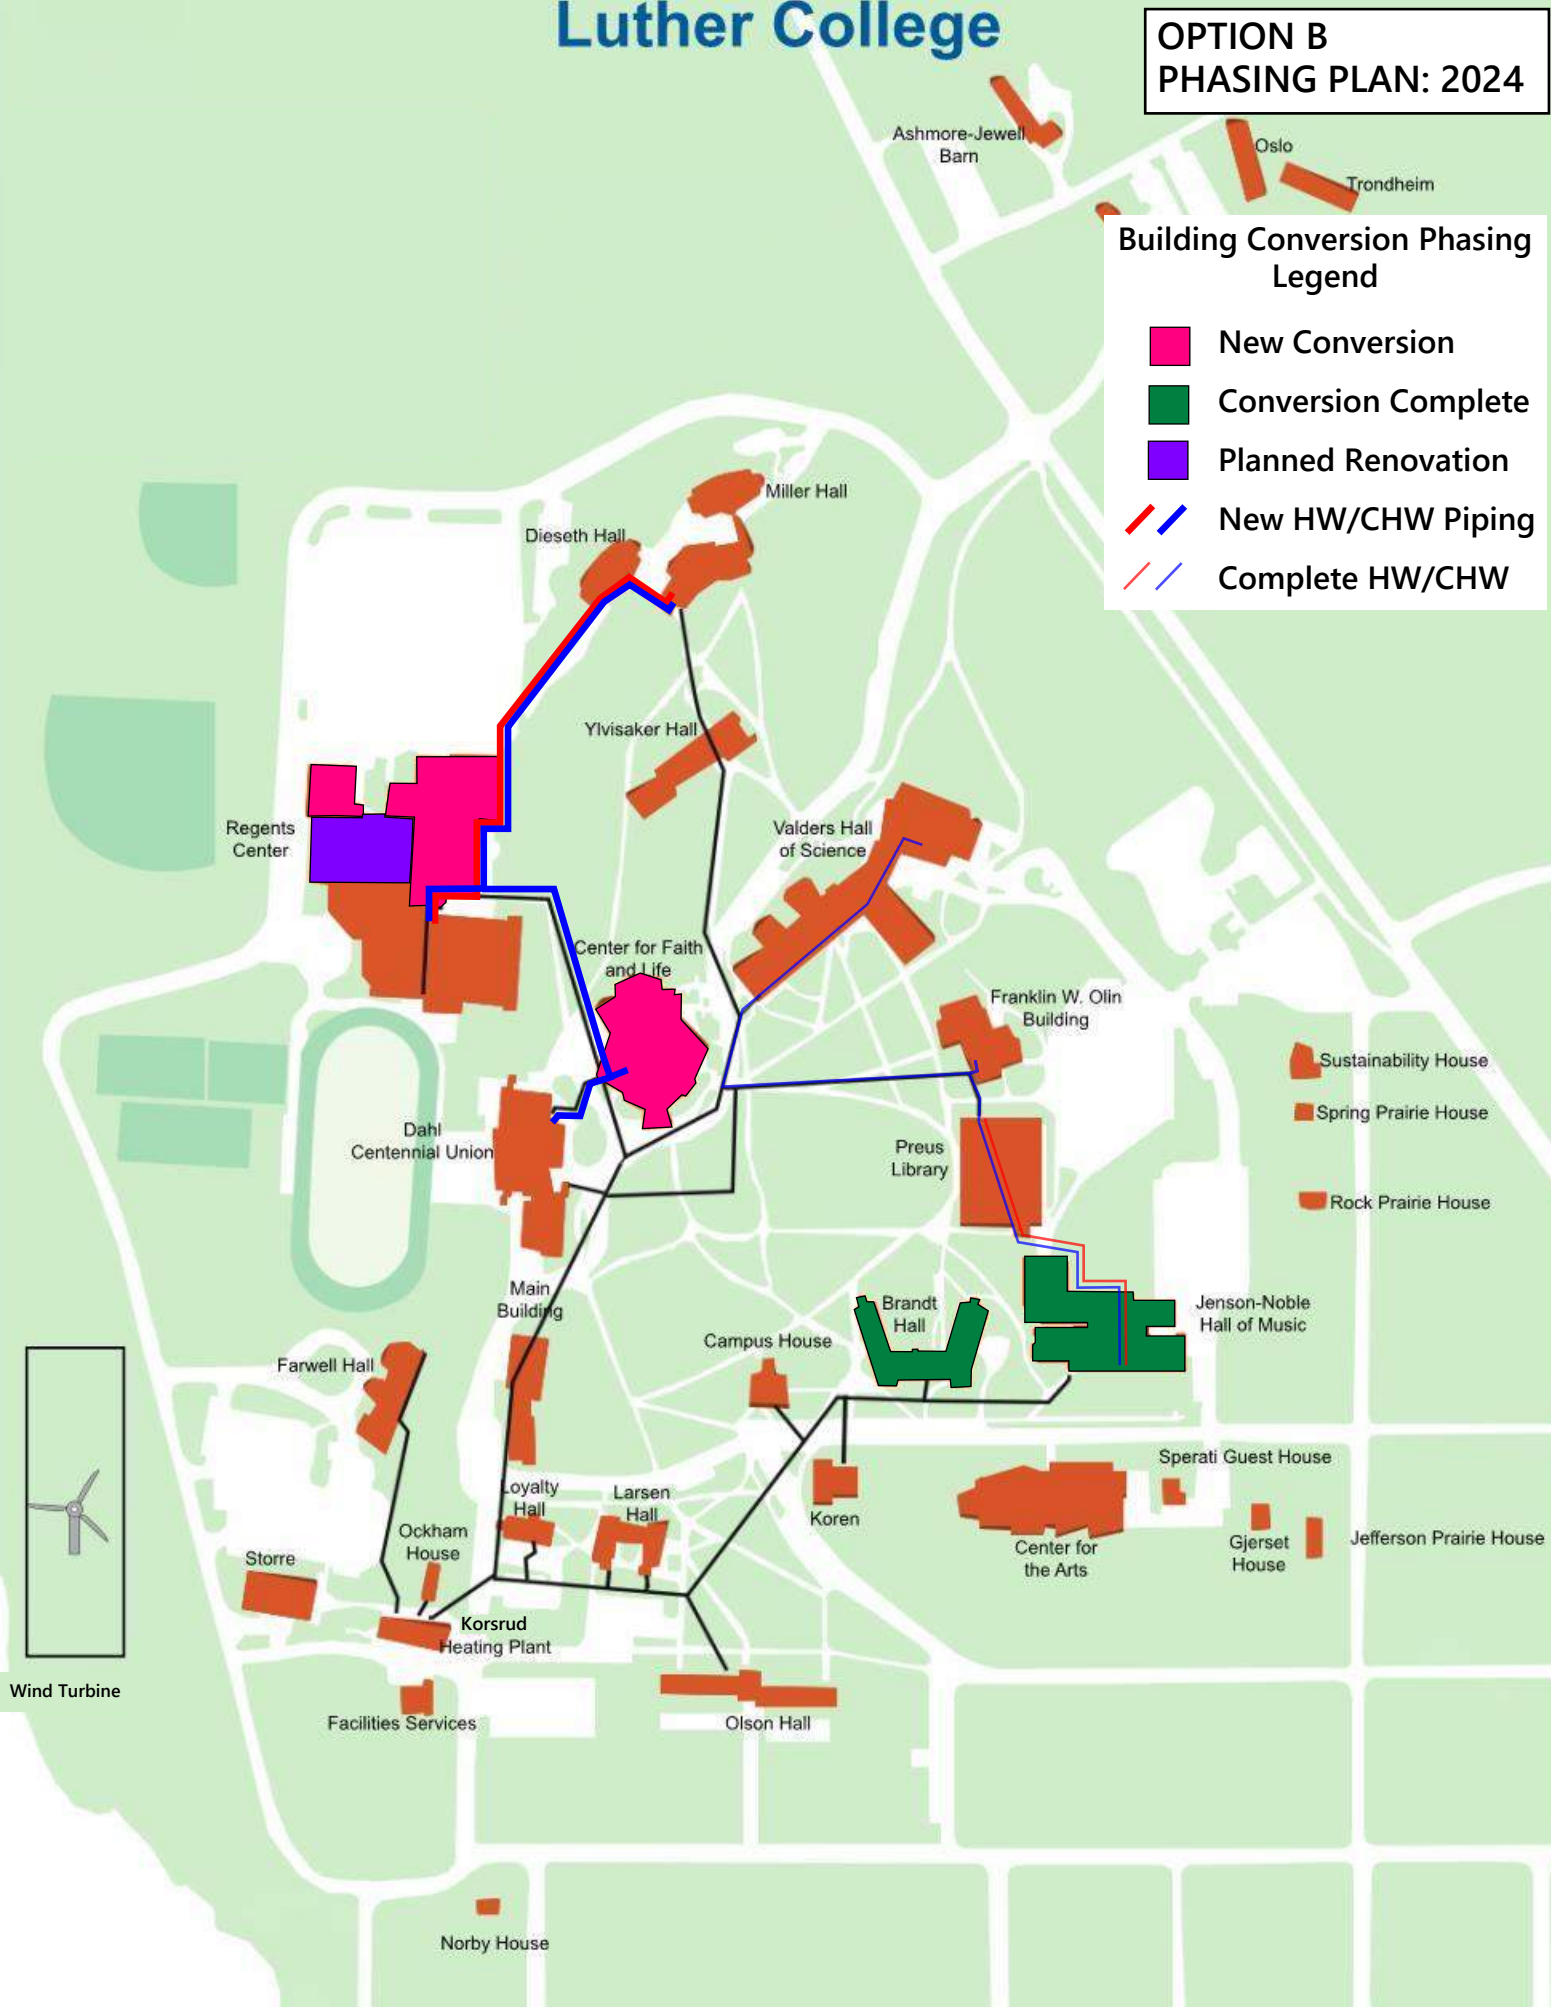 Luther College
OPTION B
PHASING PLAN: 2024
Ashmore-Jewell
Barn
Oslo
Trondheim
Building Conversion Phasing
Legend
New Conversion
Conversion Complete
Planned Renovation
New HW/CHW Piping
Complete HW/CHW
Miller Hall
Dieseth Hall
Ylvisaker Hall
Regents
Center
Valders Hall
of Science
Center for Faith
and Life
Franklin W. Olin
Building
Sustainability House
Spring Prairie House
Dahl
Centennial Union
Preus
Library
Rock Prairie House
Main
Building
Brandt
Hall
Jenson-Noble
Hall of Music
Campus House
Farwell Hall
Sperati Guest House
Loyalty
Hall
Larsen
Hall
Koren
Ockham
House
Center for
the Arts
Gjerset
House
Jefferson Prairie House
Storre
Korsrud
Heating Plant
Wind Turbine
Facilities Services
Olson Hall
Norby House